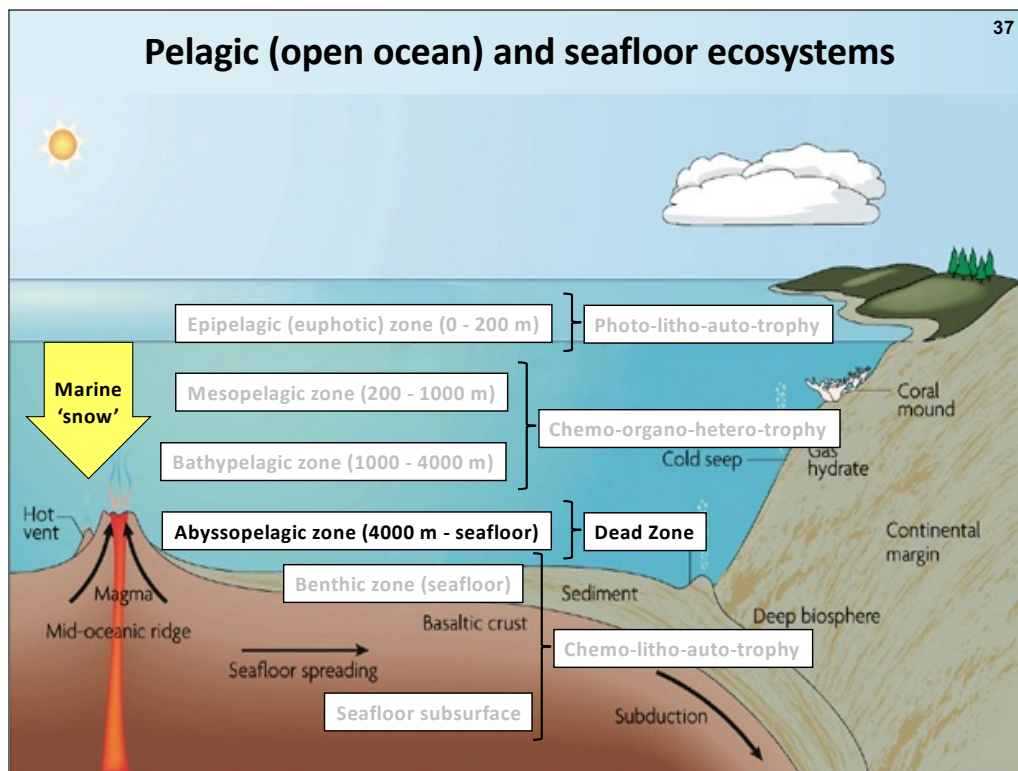 37
Pelagic (open ocean) and seafloor ecosystems
Epipelagic (euphotic) zone (0 - 200 m)
Photo-litho-auto-trophy
Marine
‘snow’
Mesopelagic zone (200 - 1000 m)
Coral
mound
Chemo-organo-hetero-trophy
Bathypelagic zone (1000 - 4000 m)
Cold seep
Gas
hydrate
Hot
vent
Abyssopelagic zone (4000 m - seafloor)
Dead Zone
Continental
margin
Benthic zone (seafloor)
Sediment
Magma
Deep biosphere
Basaltic crust
Mid-oceanic ridge
Chemo-litho-auto-trophy
Seafloor spreading
Seafloor subsurface
Subduction